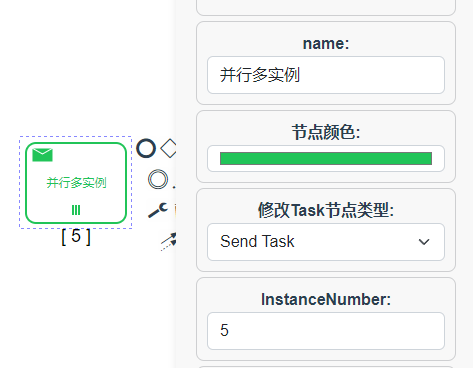 并行多实例
[ 5 ]
name:
并行多实例
节点颜色:
修改Task节点类型:
Send Task
InstanceNumber:
5